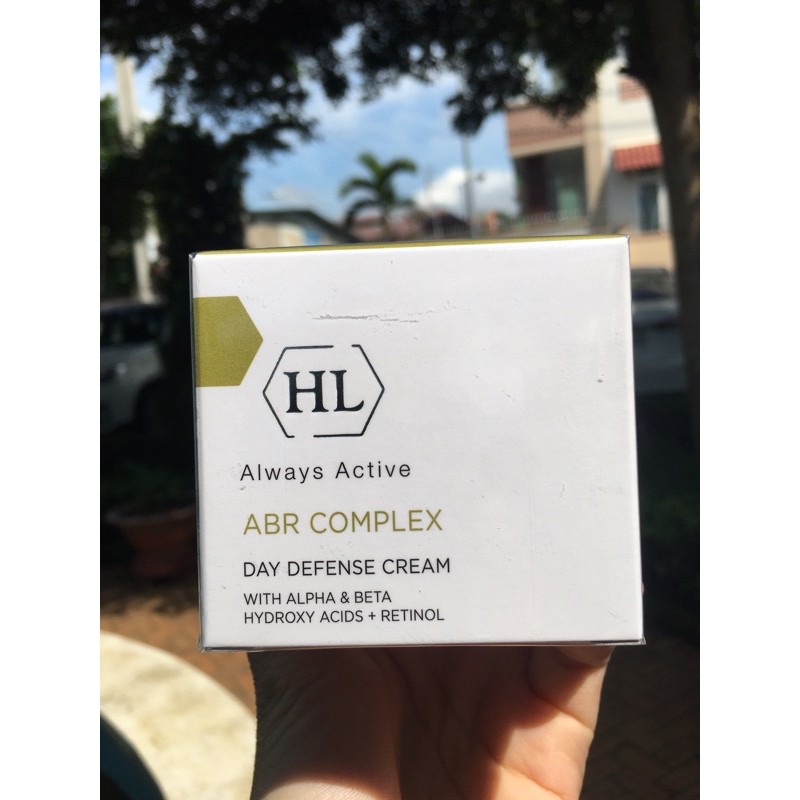 HL
Always Active
ABR COMPLEX
DAY DEFENSE CREAM
WITH ALPHA & BETA
HYDROXY ACIDS + RETINOL